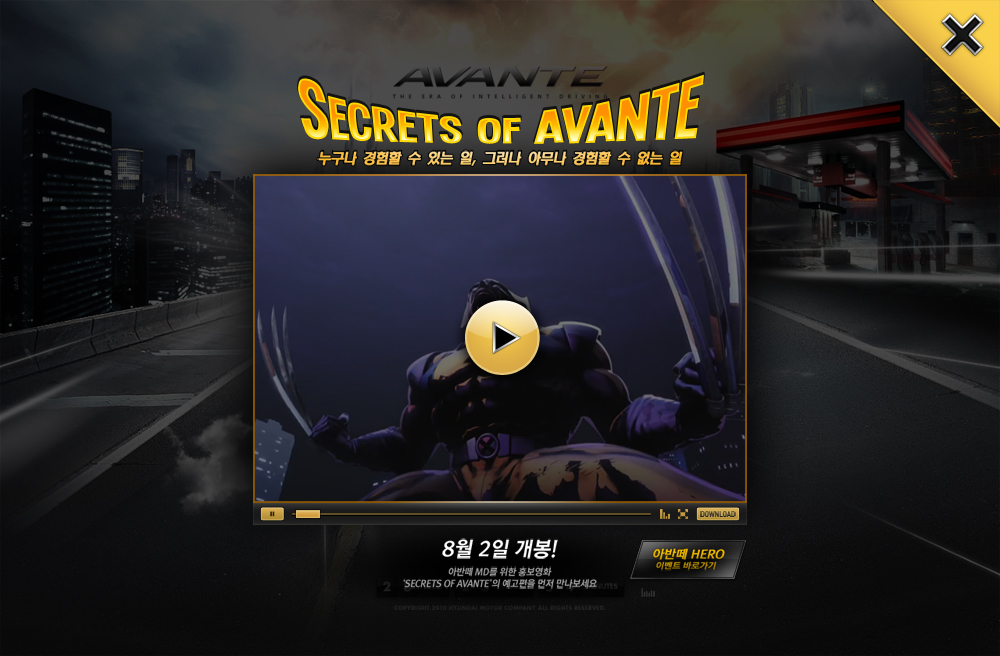 AVANTE
THE ERA OF INTELLIGENT DRIVING
SECRETS OF AVANTE
누구나 경험할 수 있는 일, 그러나 아무나 경험할 수 없는 일
DOWNLOAD
8월 2일 개봉!
아반떼 MD를 위한 홍보영화
'SECRETS OF AVANTE'의 예고편을 먼저 만나보세요
아반떼 HERO
이벤트 바로가기
COPYRIGHT 2010 HYUNDAI MOTOR COMPANY ALL RIGHTS RESERVED.